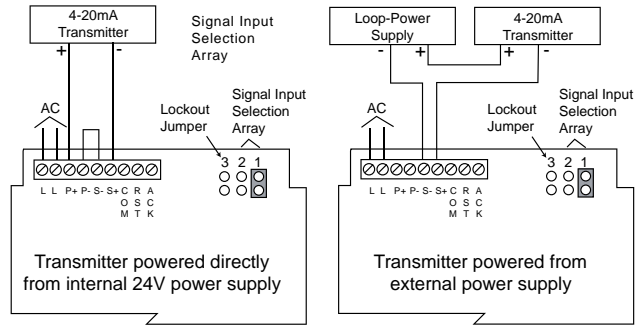 4-20mA
Transmitter
+ -
Signal Input
Selection
Array
AC
Lockout
Jumper
Signal Input
Selection
Array
3 2 1
L L P+ P- S- S+ C R A
O S C
M T K
Transmitter powered directly
from internal 24V power supply
Loop-Power
Supply
- +
4-20mA
Transmitter
+ -
AC
Lockout
Jumper
Signal Input
Selection
Array
3 2 1
L L P+ P- S- S+ C R A
O S C
M T K
Transmitter powered from
external power supply